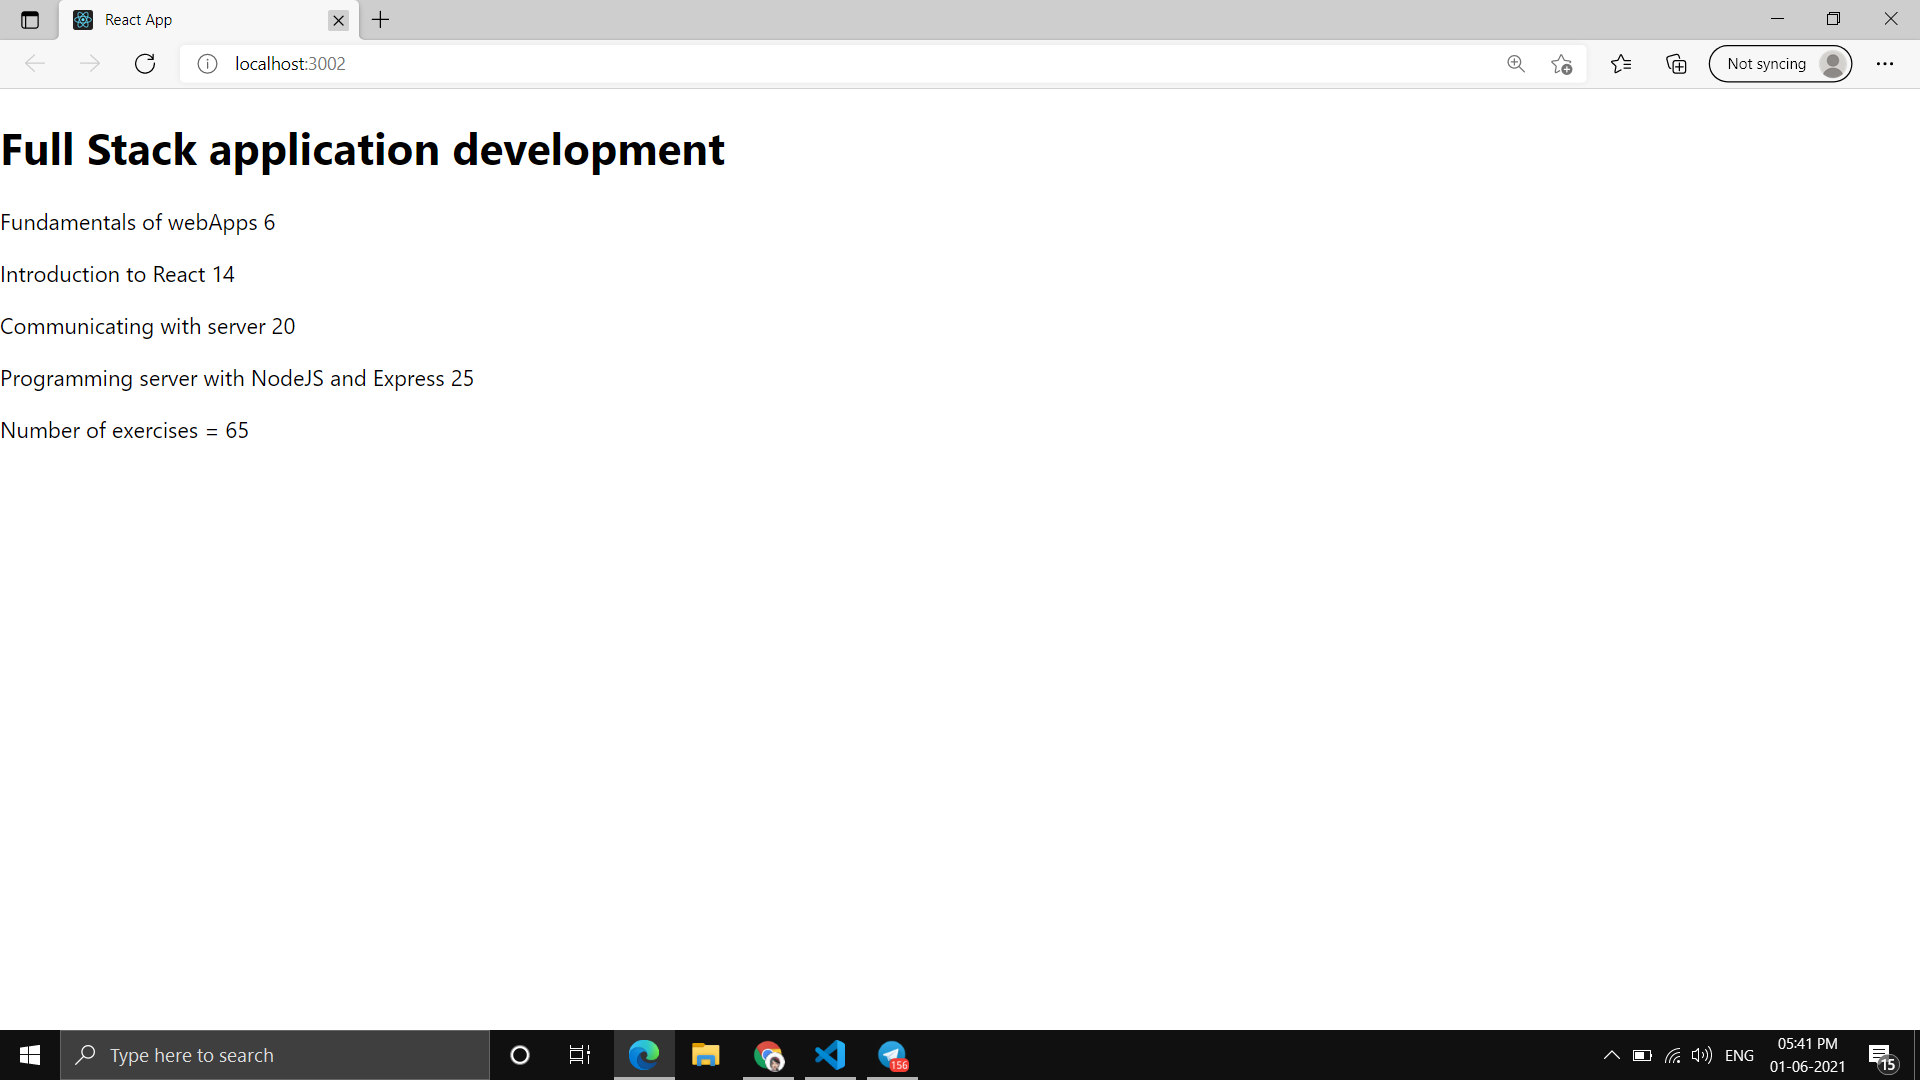 React App
localhost:3002
Not syncing
Full Stack application development
Fundamentals of webApps 6
Introduction to React 14
Communicating with server 20
Programming server with NodeJS and Express 25
Number of exercises = 65
Type here to search
156
ENG
05:41 PM
01-06-2021
15